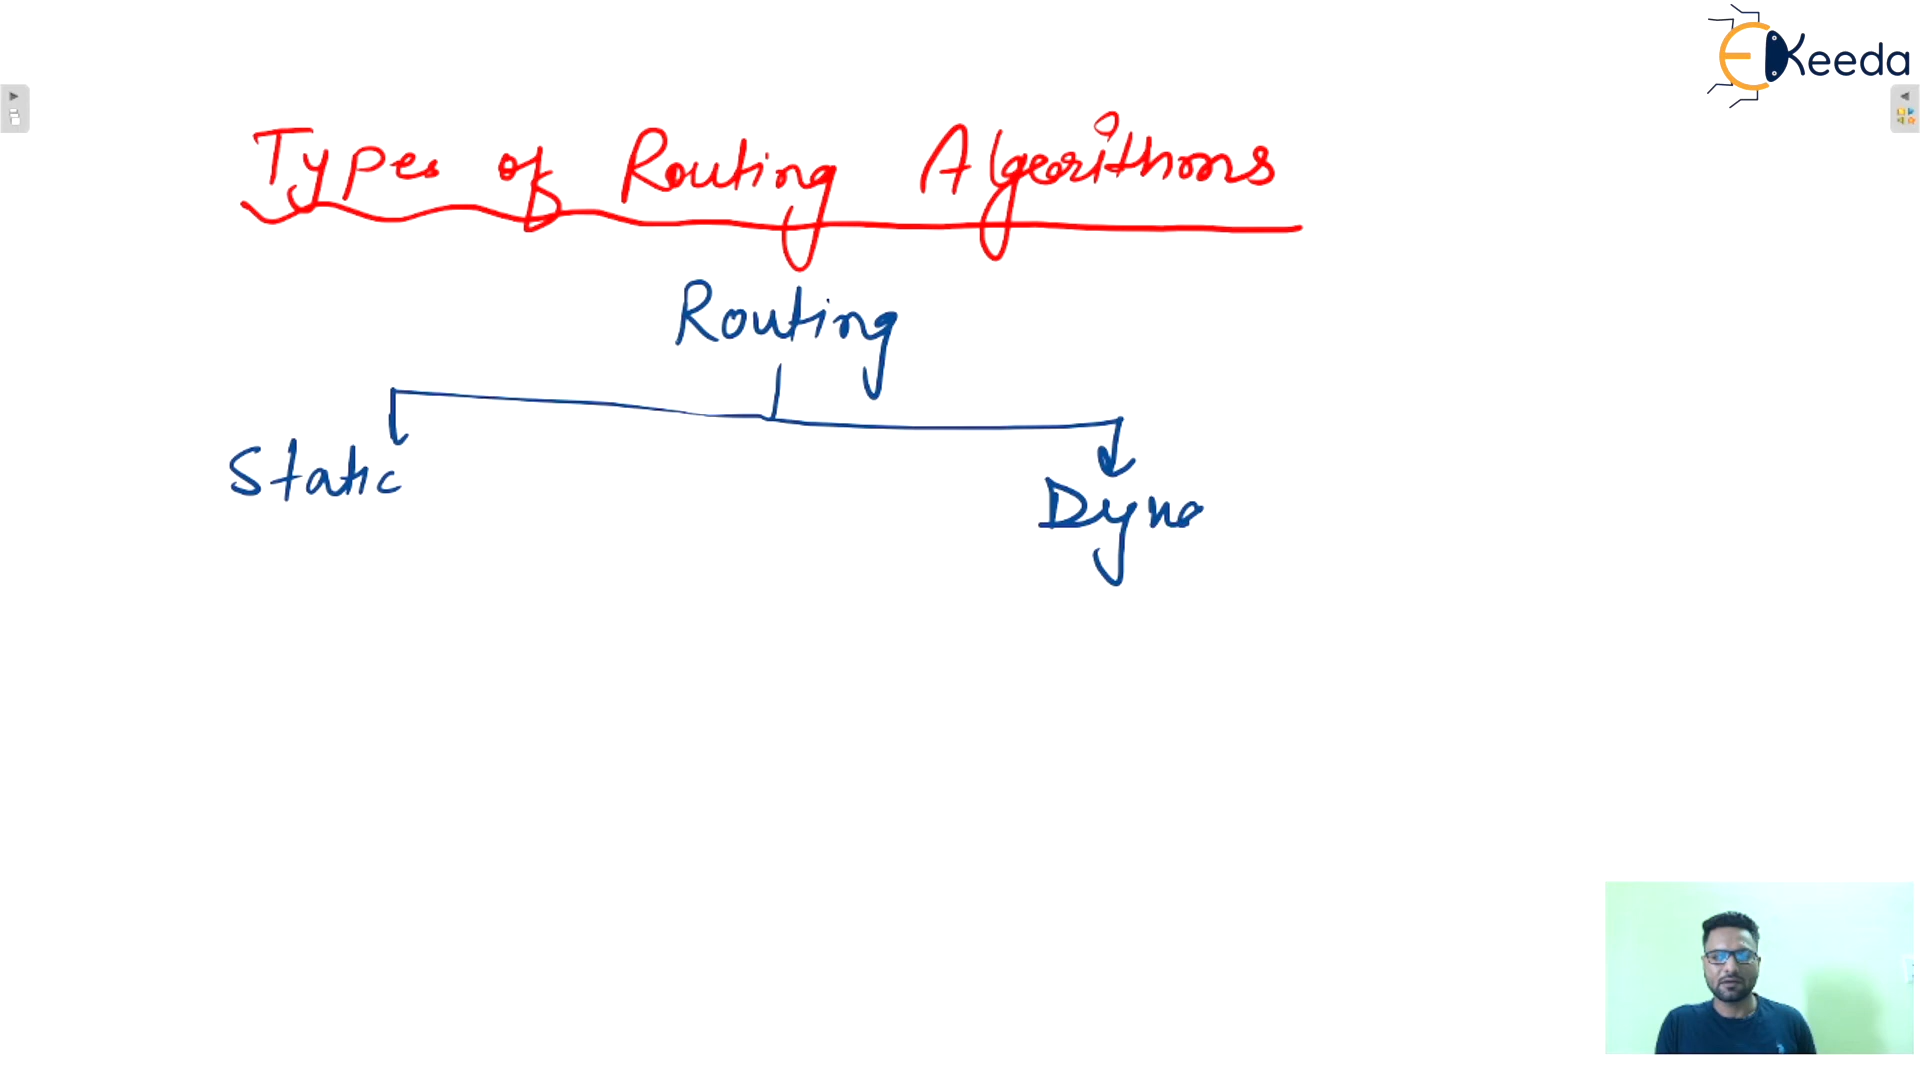 EKeeda
Types of Routing Algorithms
Routing
Static
Dyna